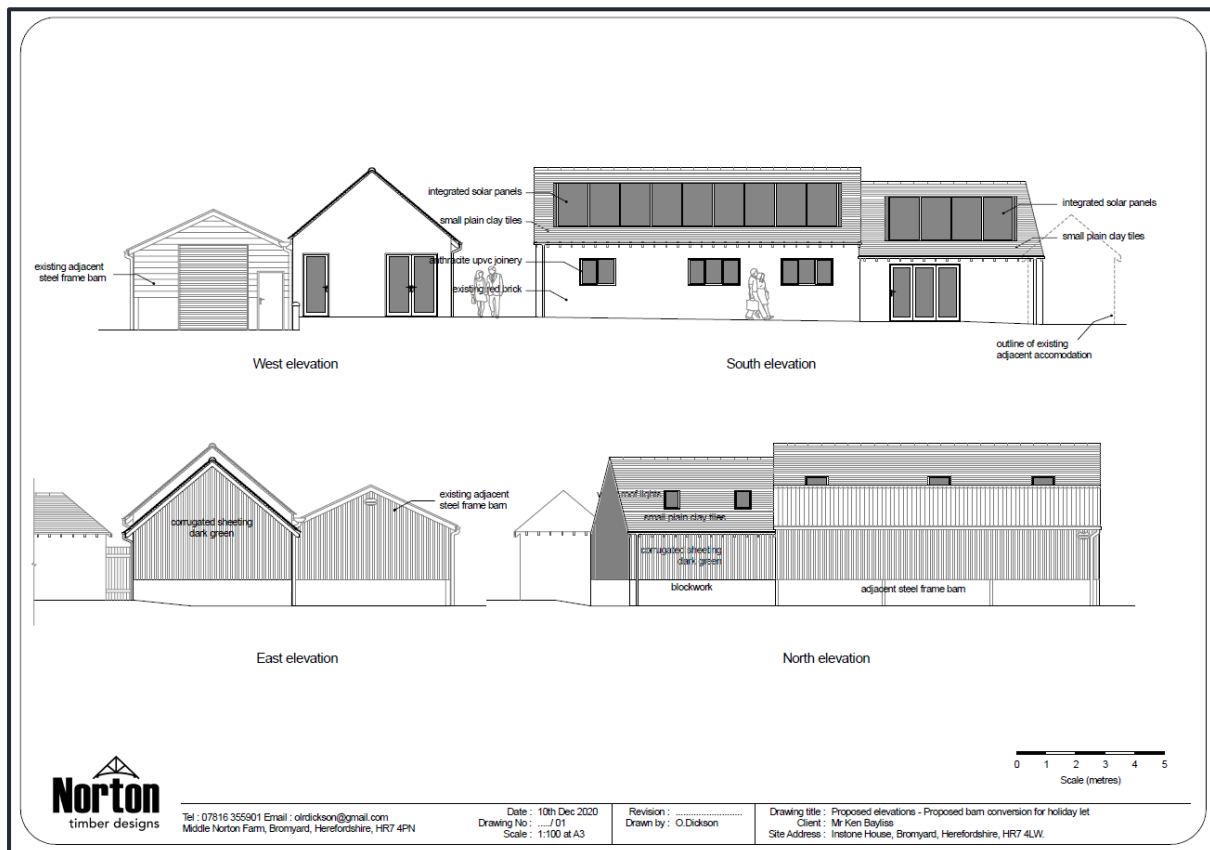 integrated solar panels
small plain clay tiles
anthracite upvc joinery
existing red brick
existing adjacent
steel frame barn
integrated solar panels
small plain clay tiles
outline of existing
adjacent accomodation
West elevation
South elevation
corrugated sheeting
dark green
existing adjacent
steel frame barn
roof lights
small plain clay tiles
corrugated sheeting
dark green
blockwork
adjacent steel frame barn
East elevation
North elevation
0 1 2 3 4 5
Scale (metres)
Norton
timber designs
Tel : 07816 355901 Email : olrdickson@gmail.com
Middle Norton Farm, Bromyard, Herefordshire, HR7 4PN
Date : 10th Dec 2020
Drawing No : ...../ 01
Scale : 1:100 at A3
Revision : ..........................
Drawn by : O.Dickson
Drawing title : Proposed elevations - Proposed barn conversion for holiday let
Client : Mr Ken Bayliss
Site Address : Instone House, Bromyard, Herefordshire, HR7 4LW.